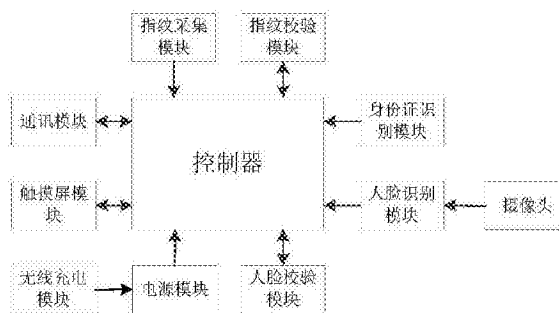 指纹采集
模块
指纹校验
模块
通讯模块
身份证识
别模块
控制器
触摸屏模
块
人脸识别
模块
摄像头
无线充电
模块
电源模块
人脸校验
模块